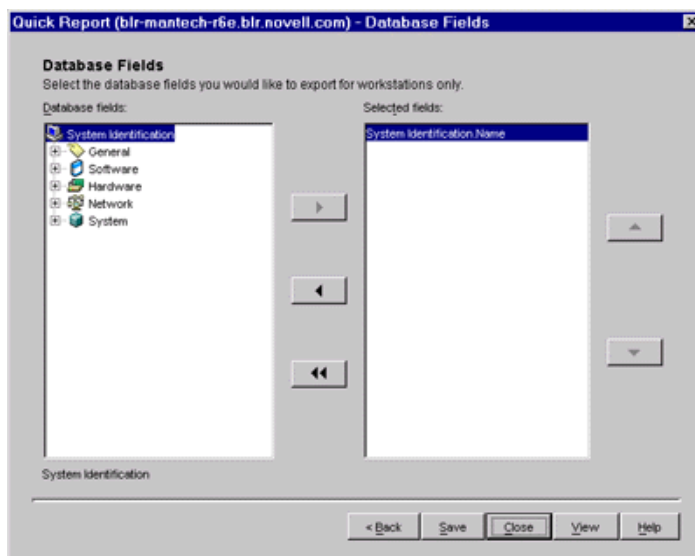 Quick Report (blr-mantech-r6e.blr.novell.com) - Database Fields
Database Fields
Select the database fields you would like to export for workstations only.
Database fields:
Selected fields:
System Identification
General
Software
Hardware
Network
System
System Identification.Name
System Identification
< Back
Save
Close
View
Help